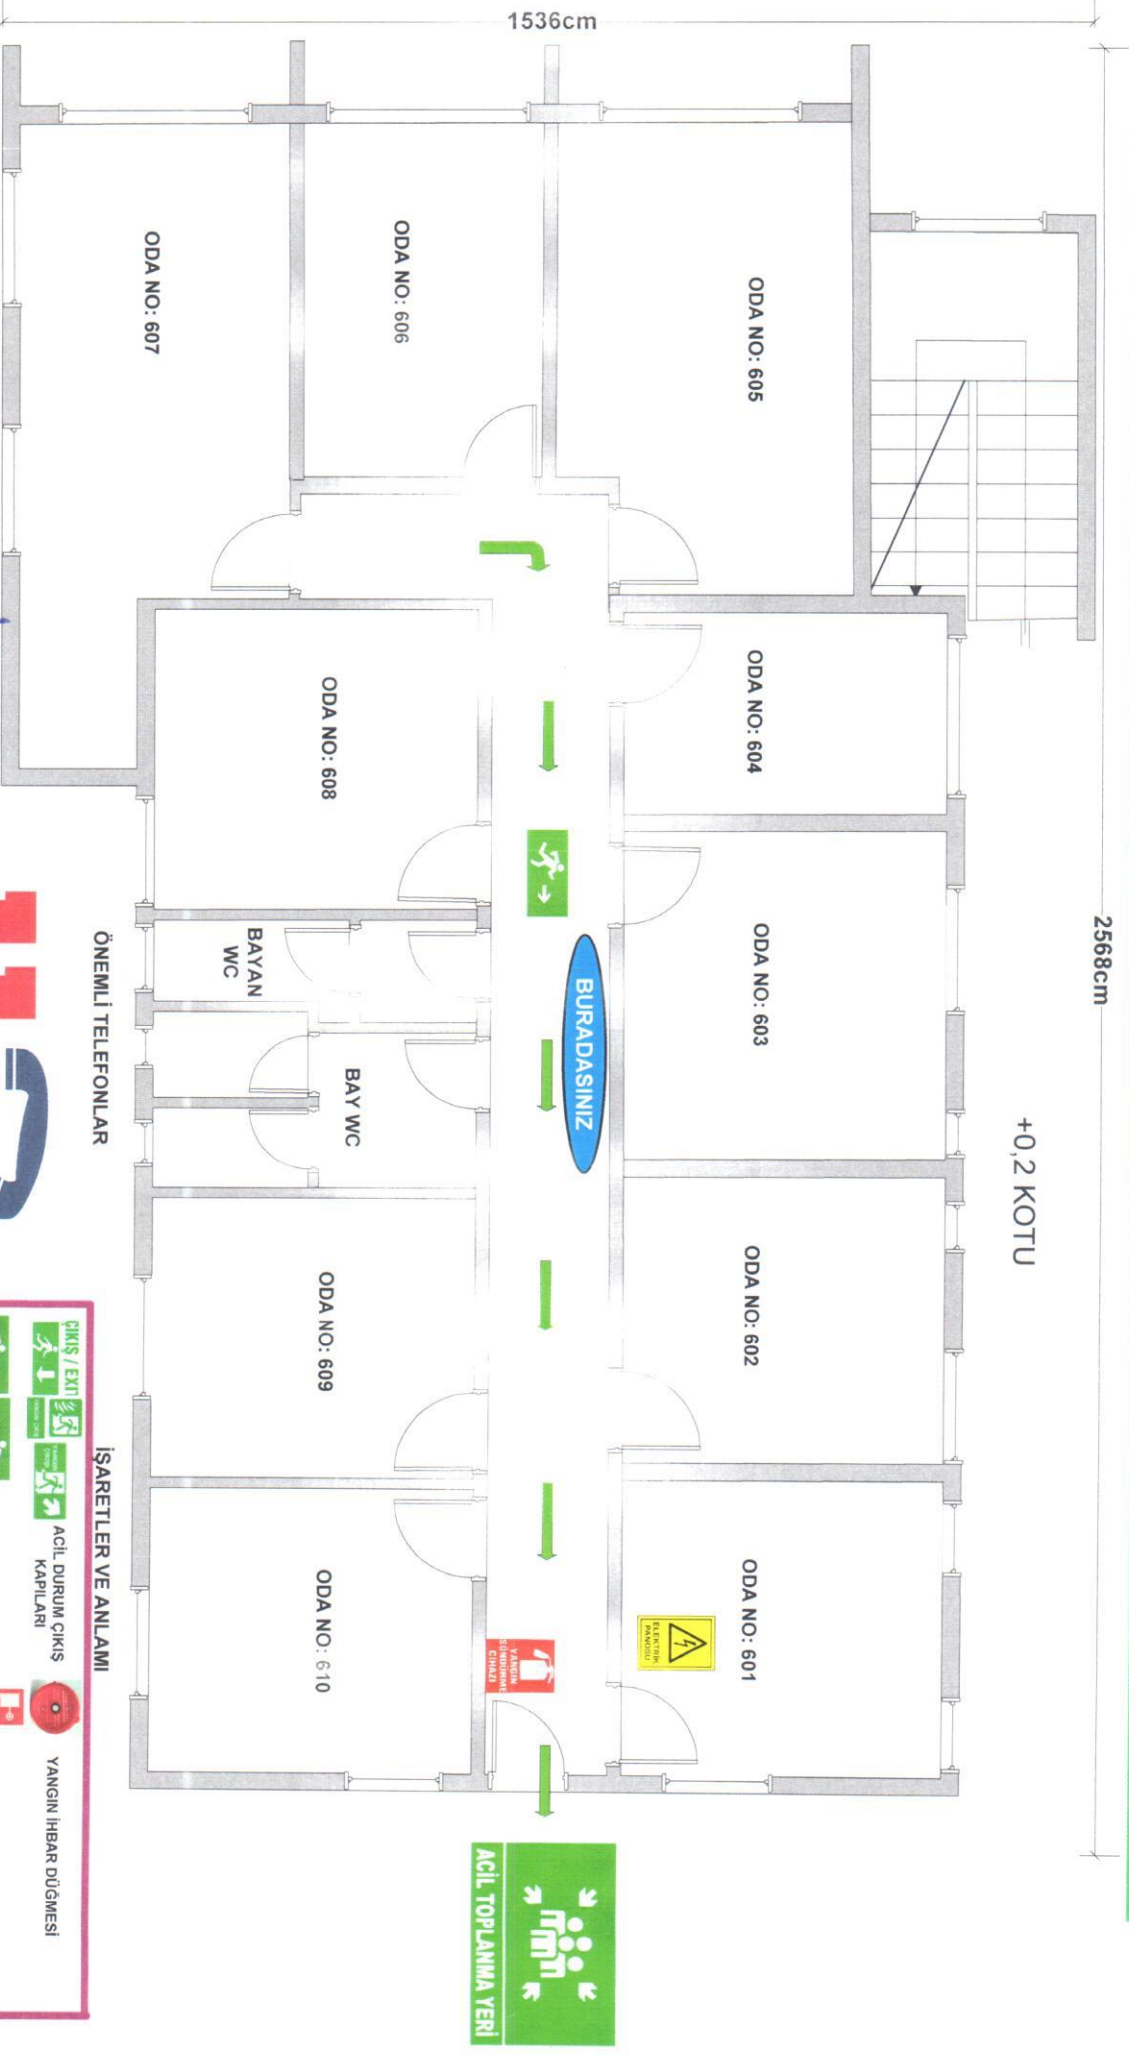 1536cm
2568cm
+0,2 KOTU
ODA NO: 605
ODA NO: 604
ODA NO: 603
ODA NO: 602
ODA NO: 601
ELEKTRİK
PANOSU
ODA NO: 606
BURADASINIZ
YANGIN
SÖNDÜRME
CİHAZI
ACİL TOPLANMA YERİ
ODA NO: 607
ODA NO: 608
BAYAN
WC
BAY WC
ODA NO: 609
ODA NO: 610
ÖNEMLİ TELEFONLAR
İŞARETLER VE ANLAMI
ÇIKIŞ / EXIT
ACİL DURUM ÇIKIŞ
KAPILARI
YANGIN İHBAR DÜĞMESİ